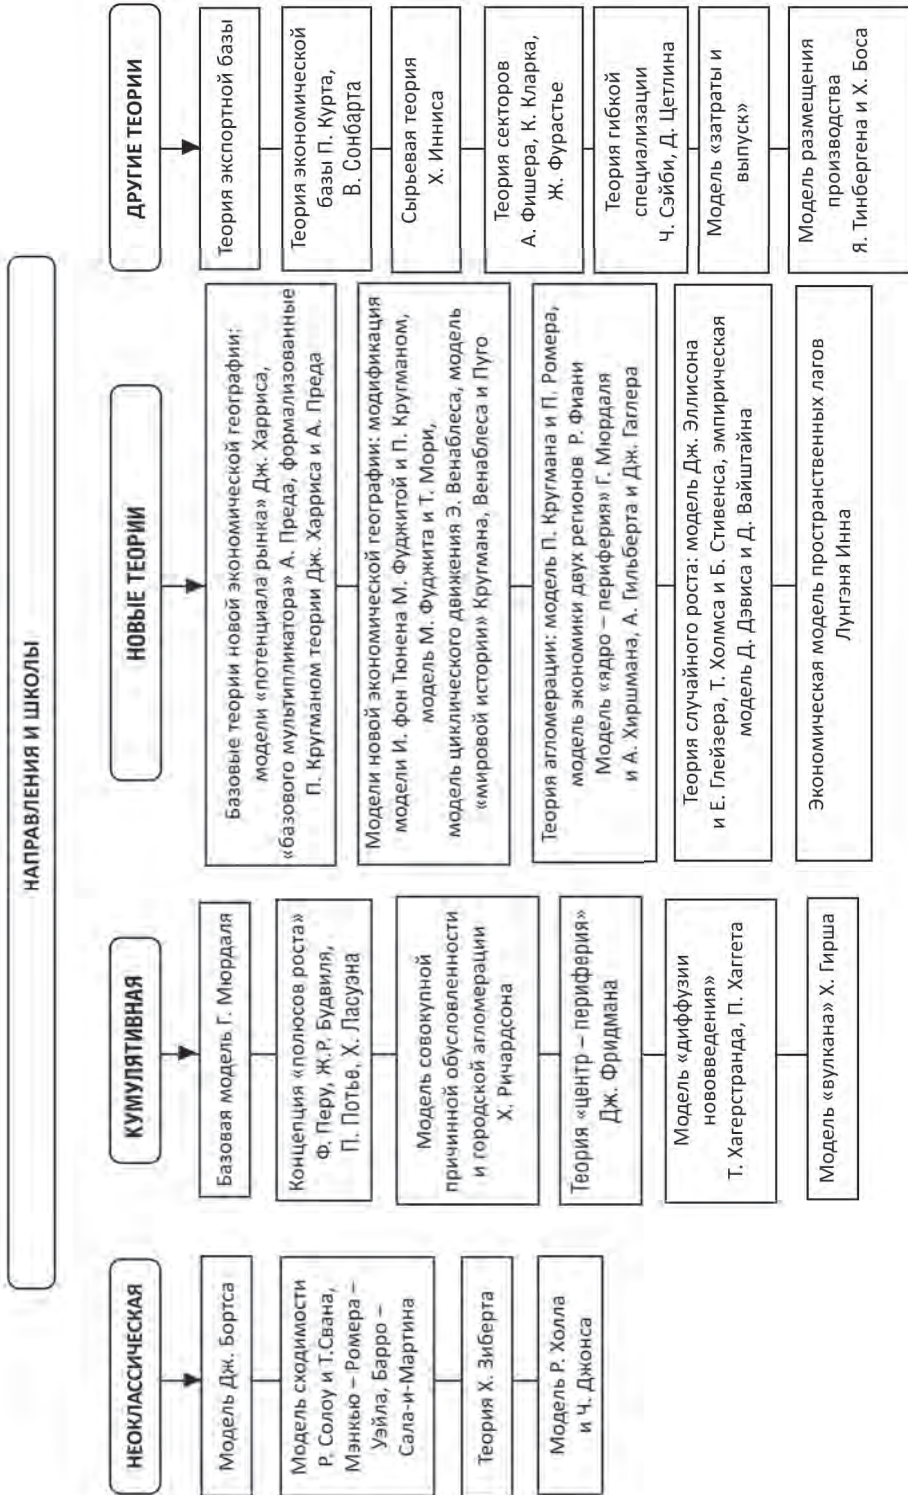 НАПРАВЛЕНИЯ И ШКОЛЫ
НЕОКЛАССИЧЕСКАЯ
Модель Дж. Бортса
Модель сходимости
Р. Солоу и Т.Свана,
Мэнкью – Ромера –
Уэйла, Барро –
Сала-и-Мартина
Теория Х. Зиберта
Модель Р. Холла
и Ч. Джонса
КУМУЛЯТИВНАЯ
Базовая модель Г. Мюрдаля
Концепция «полюсов роста»
Ф. Перу, Ж.Р. Будвиля,
П. Потье, Х. Ласуэна
Модель совокупной
причинной обусловленности
и городской агломерации
Х. Ричардсона
Теория «центр – периферия»
Дж. Фридмана
Модель «диффузии
нововведения»
Т. Хагерстранда, П. Хаггета
Модель «вулкана» Х. Гирша
НОВЫЕ ТЕОРИИ
Базовые теории новой экономической географии:
модели «потенциала рынка» Дж. Харриса,
«базового мультипликатора» А. Преда, формализованные
П. Кругманом теории Дж. Харриса и А. Преда
Модели новой экономической географии: модификация
модели И. фон Тюнена М. Фуджитой и П. Кругманом,
модель М. Фуджита и Т. Мори,
модель циклического движения Э. Венаблеса, модель
«мировой истории» Кругмана, Венаблеса и Пуго
Теория агломерации: модель П. Кругмана и П. Ромера,
модель экономики двух регионов Р. Фиани
Модель «ядро – периферия» Г. Мюрдаля
и А. Хиршмана, А. Гильберта и Дж. Гаглера
Теория случайного роста: модель Дж. Эллисона
и Е. Глейзера, Т. Холмса и Б. Стивенса, эмпирическая
модель Д. Дэвиса и Д. Вайштайна
Экономическая модель пространственных лагов
Лунгэня Инна
ДРУГИЕ ТЕОРИИ
Теория экспортной базы
Теория экономической
базы П. Курта,
В. Сонбарта
Сырьевая теория
Х. Инниса
Теория секторов
А. Фишера, К. Кларка,
Ж. Фурастье
Теория гибкой
специализации
Ч. Сэйби, Д. Цетлина
Модель «затраты и
выпуск»
Модель размещения
производства
Я. Тинбергена и Х. Боса